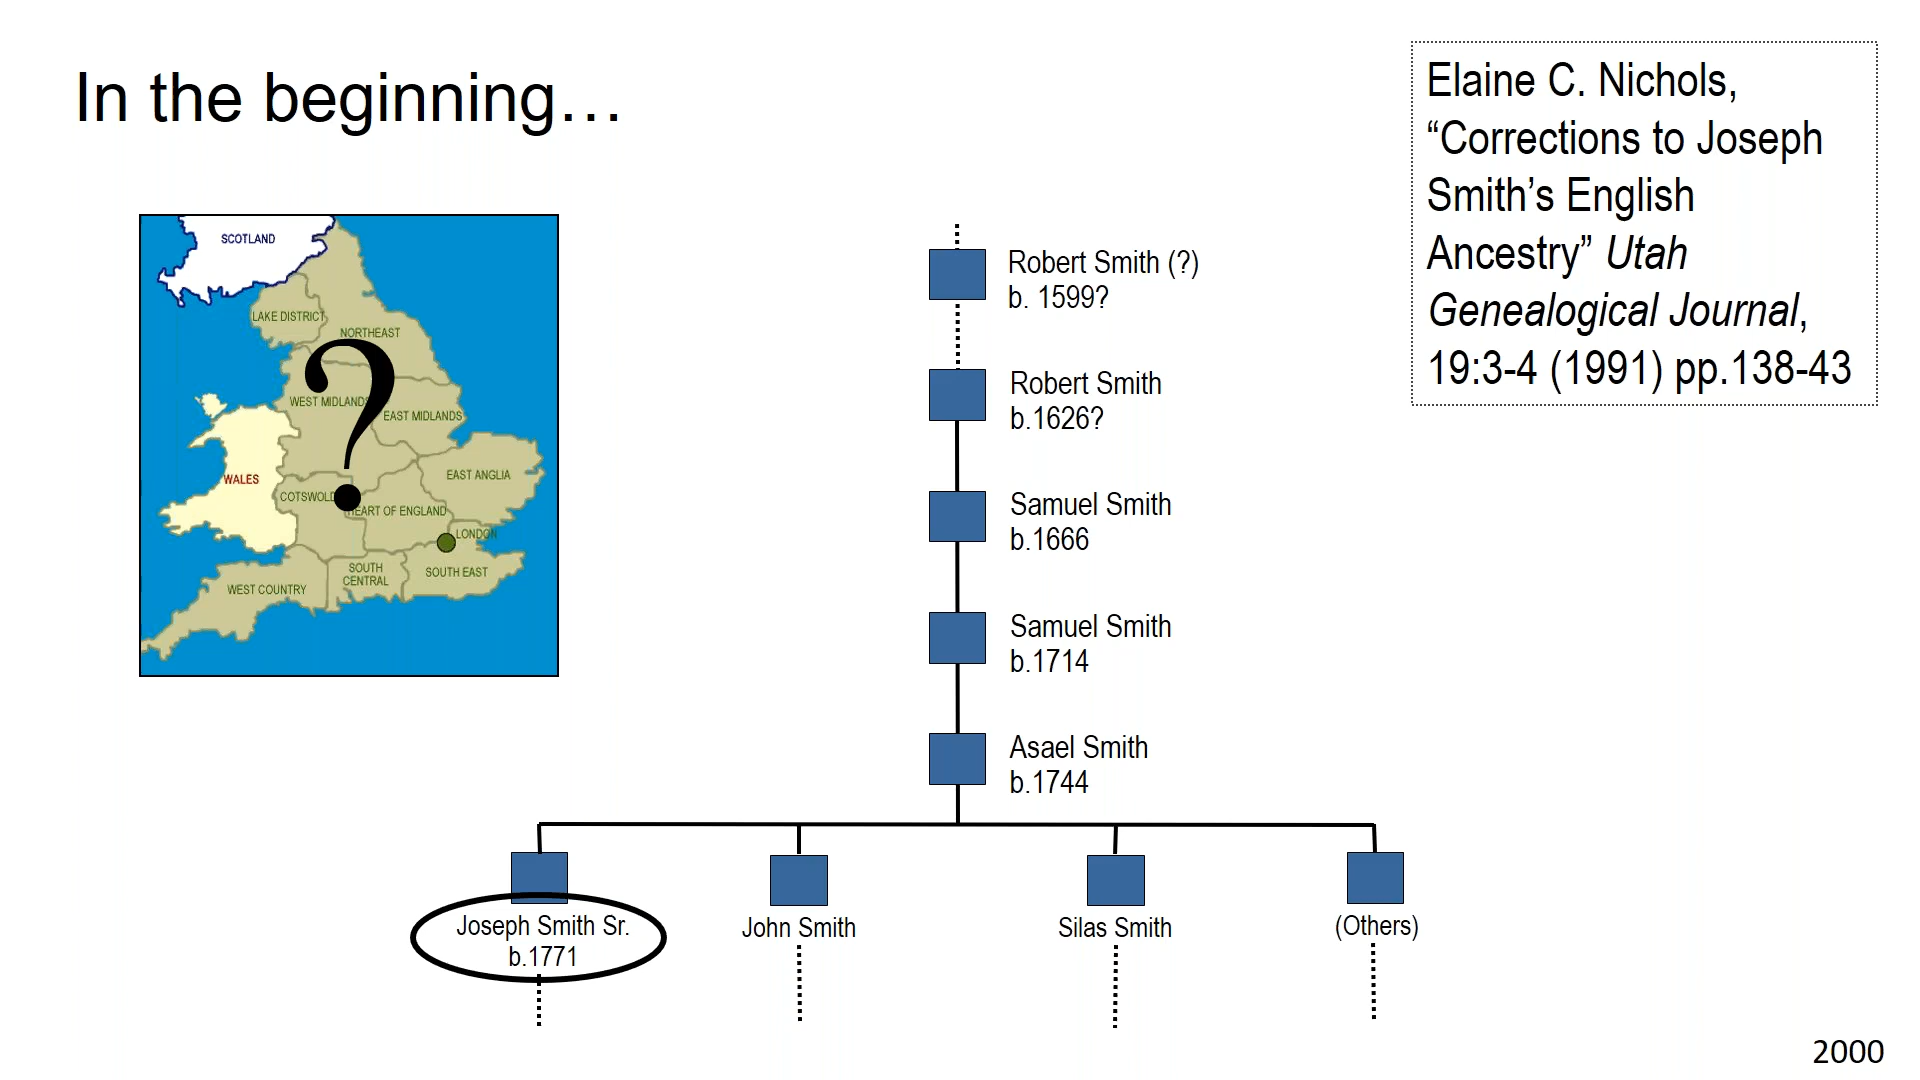 In the beginning…
Elaine C. Nichols,
“Corrections to Joseph
Smith’s English
Ancestry” Utah
Genealogical Journal,
19:3-4 (1991) pp.138-43
SCOTLAND
LAKE DISTRICT
NORTHEAST
?
WEST MIDLANDS
EAST MIDLANDS
WALES
EAST ANGLIA
COTSWOLD
HEART OF ENGLAND
LONDON
SOUTH
CENTRAL
SOUTH EAST
WEST COUNTRY
Robert Smith (?)
b. 1599?
Robert Smith
b.1626?
Samuel Smith
b.1666
Samuel Smith
b.1714
Asael Smith
b.1744
Joseph Smith Sr.
b.1771
John Smith
Silas Smith
(Others)
2000